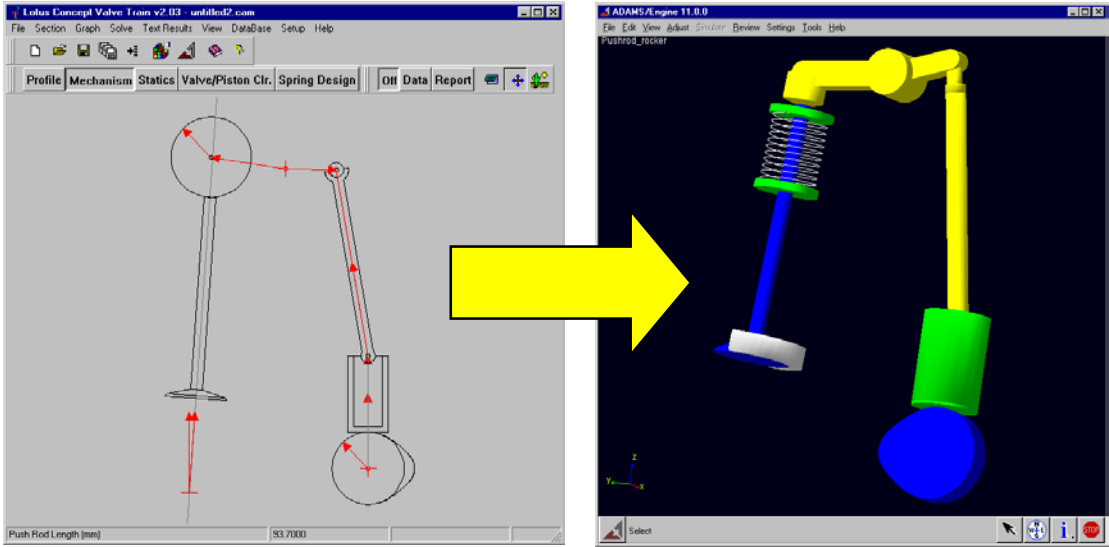 Lotus Concept Valve Train v2.03 - untitled2.cam
File Section Graph Solve Text Results View DataBase Setup Help
Profile Mechanism Statics Valve/Piston Clr. Spring Design Off Data Report
Push Rod Length (mm) 93.7000
ADAMS/Engine 11.0.0
File Edit View Adjust Simulate Review Settings Tools Help
Pushrod_rocker
Z
Y
X
Select
N
W E
S
i
STOP